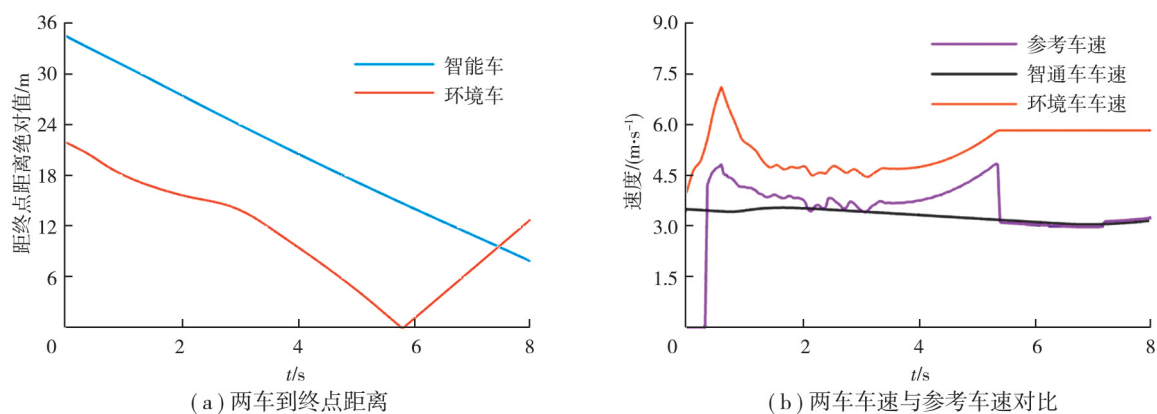 36
30
24
18
12
6
0
2
4
6
8
距终点距离绝对值/m
智能车
环境车
t/s
(a)两车到终点距离
9.0
7.5
6.0
4.5
3.0
1.5
0
2
4
6
8
速度/(m·s⁻¹)
参考车速
智通车车速
环境车车速
t/s
(b)两车车速与参考车速对比